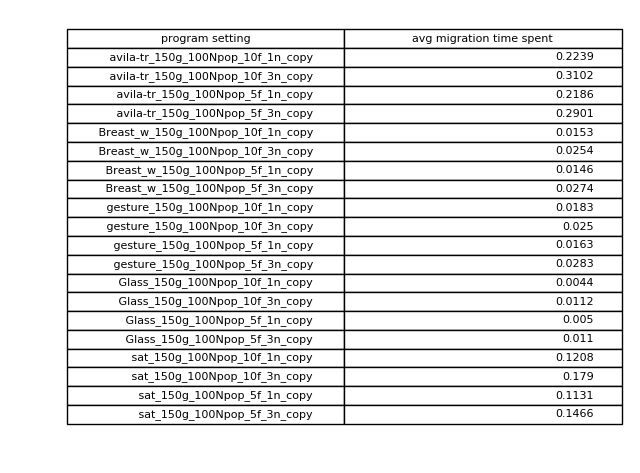 program setting avg migration time spent
avila-tr_150g_100Npop_10f_1n_copy 0.2239
avila-tr_150g_100Npop_10f_3n_copy 0.3102
avila-tr_150g_100Npop_5f_1n_copy 0.2186
avila-tr_150g_100Npop_5f_3n_copy 0.2901
Breast_w_150g_100Npop_10f_1n_copy 0.0153
Breast_w_150g_100Npop_10f_3n_copy 0.0254
Breast_w_150g_100Npop_5f_1n_copy 0.0146
Breast_w_150g_100Npop_5f_3n_copy 0.0274
gesture_150g_100Npop_10f_1n_copy 0.0183
gesture_150g_100Npop_10f_3n_copy 0.025
gesture_150g_100Npop_5f_1n_copy 0.0163
gesture_150g_100Npop_5f_3n_copy 0.0283
Glass_150g_100Npop_10f_1n_copy 0.0044
Glass_150g_100Npop_10f_3n_copy 0.0112
Glass_150g_100Npop_5f_1n_copy 0.005
Glass_150g_100Npop_5f_3n_copy 0.011
sat_150g_100Npop_10f_1n_copy 0.1208
sat_150g_100Npop_10f_3n_copy 0.179
sat_150g_100Npop_5f_1n_copy 0.1131
sat_150g_100Npop_5f_3n_copy 0.1466